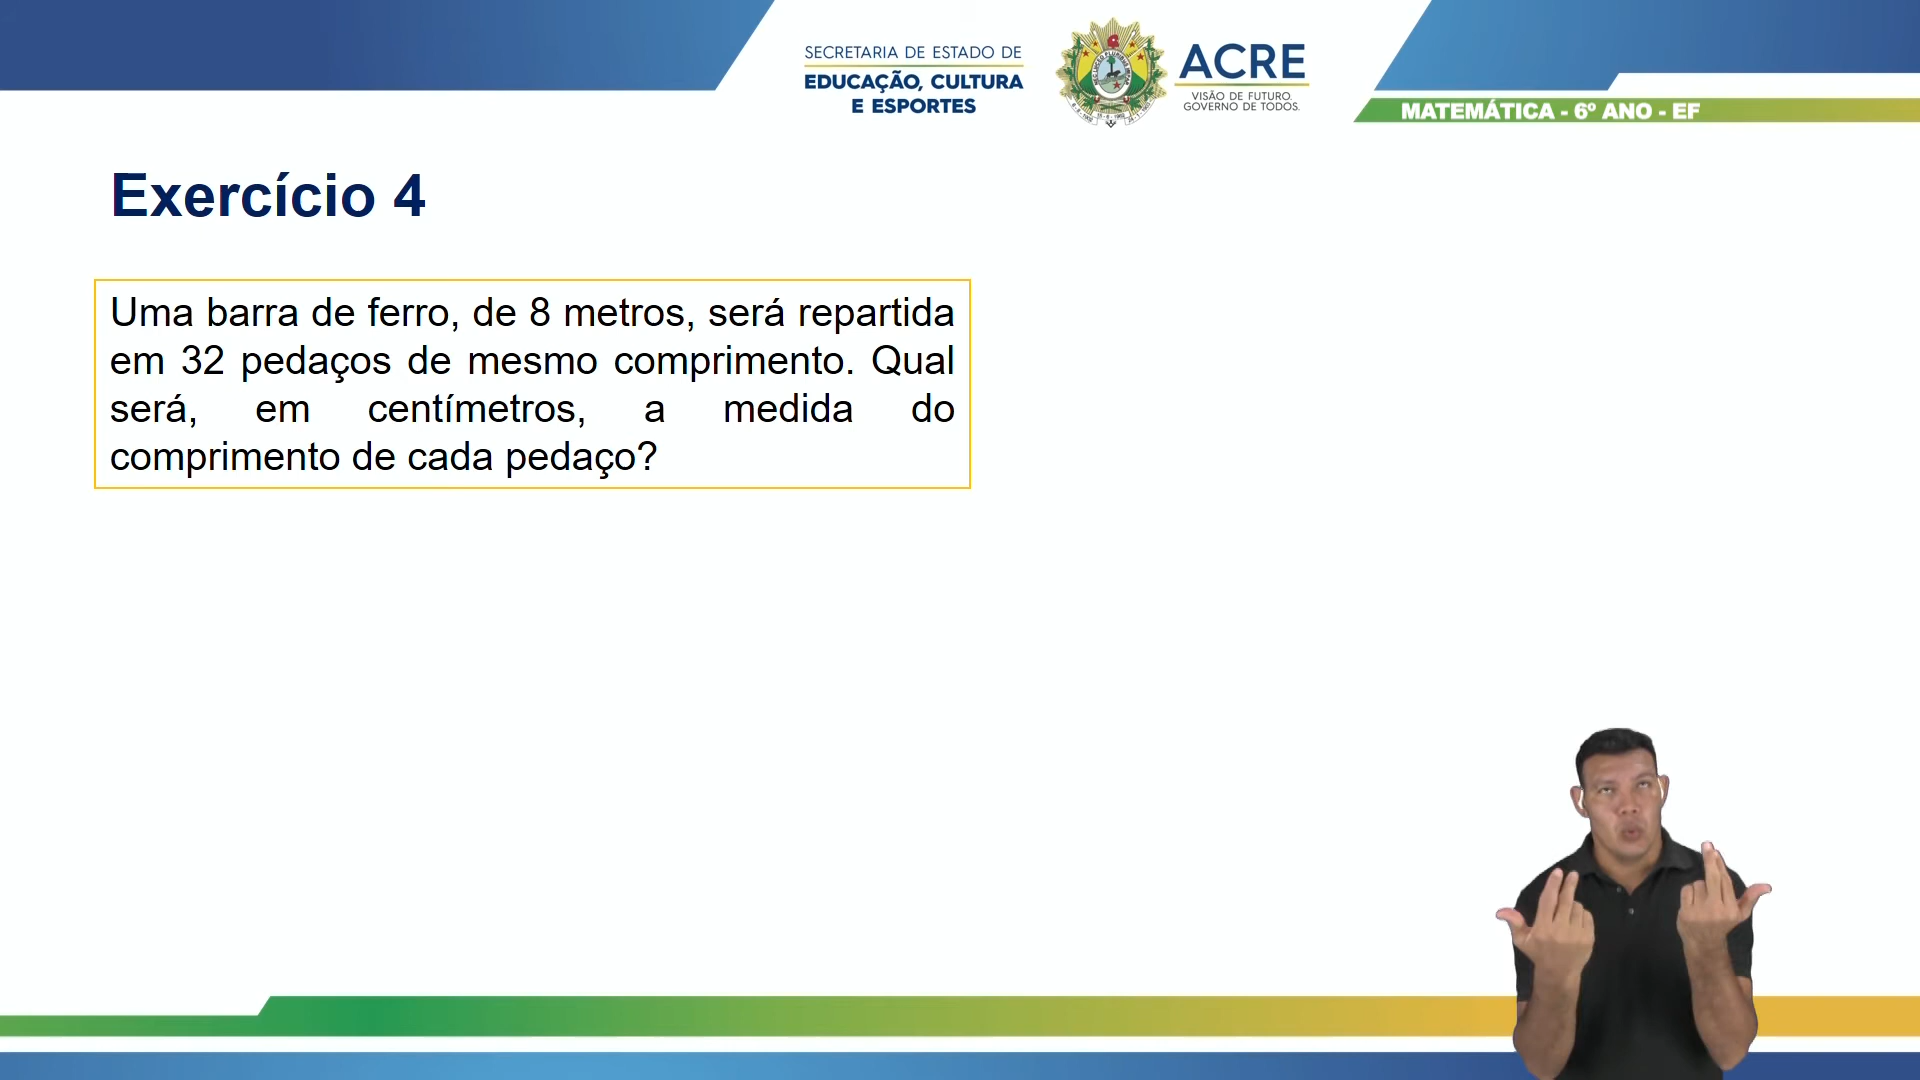 SECRETARIA DE ESTADO DE
EDUCAÇÃO, CULTURA
E ESPORTES
ACRE
VISÃO DE FUTURO.
GOVERNO DE TODOS.
MATEMÁTICA - 6º ANO - EF
Exercício 4
Uma barra de ferro, de 8 metros, será repartida
em 32 pedaços de mesmo comprimento. Qual
será, em centímetros, a medida do
comprimento de cada pedaço?